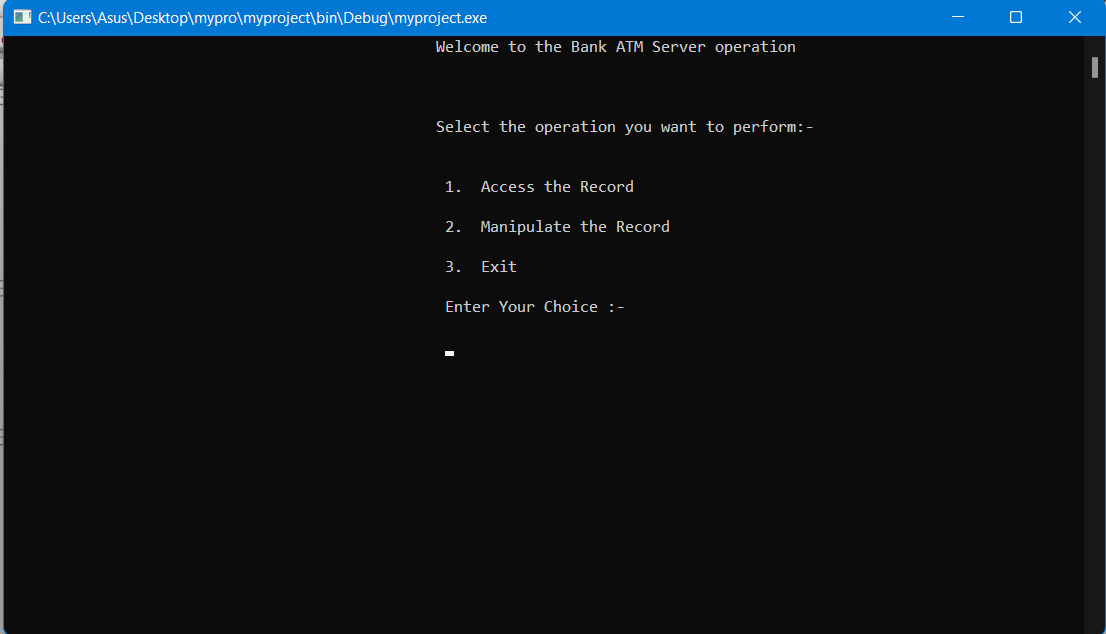 C:\Users\Asus\Desktop\mypro\myproject\bin\Debug\myproject.exe
Welcome to the Bank ATM Server operation
Select the operation you want to perform:-
1.  Access the Record
2.  Manipulate the Record
3.  Exit
Enter Your Choice :-